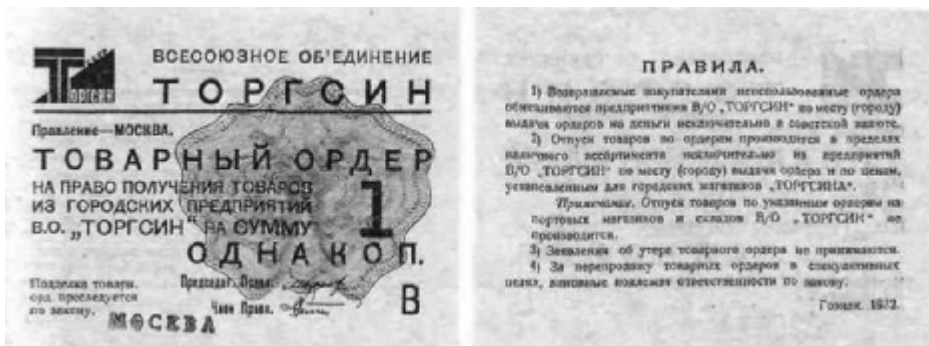 ТОРГСИН
ВСЕСОЮЗНОЕ ОБ'ЕДИНЕНИЕ
ТОРГСИН
Правление—МОСКВА.
ТОВАРНЫЙ ОРДЕР
НА ПРАВО ПОЛУЧЕНИЯ ТОВАРОВ
ИЗ ГОРОДСКИХ ПРЕДПРИЯТИЙ
В.О. „ТОРГСИН" НА СУММУ
1
ОДНА КОП.
Подделка товарн.
орд. преследуется
по закону.
Председат. Правл.
Член Правл.
В
МОСКВА
ПРАВИЛА.
1) Возвращаемые покупателями неиспользованные ордера
обмениваются предприятиями В/О „ТОРГСИН" по месту (городу)
выдачи ордеров на деньги исключительно в советской валюте.
2) Отпуск товаров по ордерам производится в пределах
наличного ассортимента исключительно из предприятий
В/О „ТОРГСИН" по месту (городу) выдачи ордера и по ценам,
установленным для городских магазинов „ТОРГСИНА".
Примечание. Отпуск товаров по указанным ордерам из
портовых магазинов и складов В/О „ТОРГСИН" не
производится.
3) Заявления об утере товарного ордера не принимаются.
4) За перепродажу товарных ордеров в спекулятивных
целях, виновные подлежат ответственности по закону.
Гознак. 193